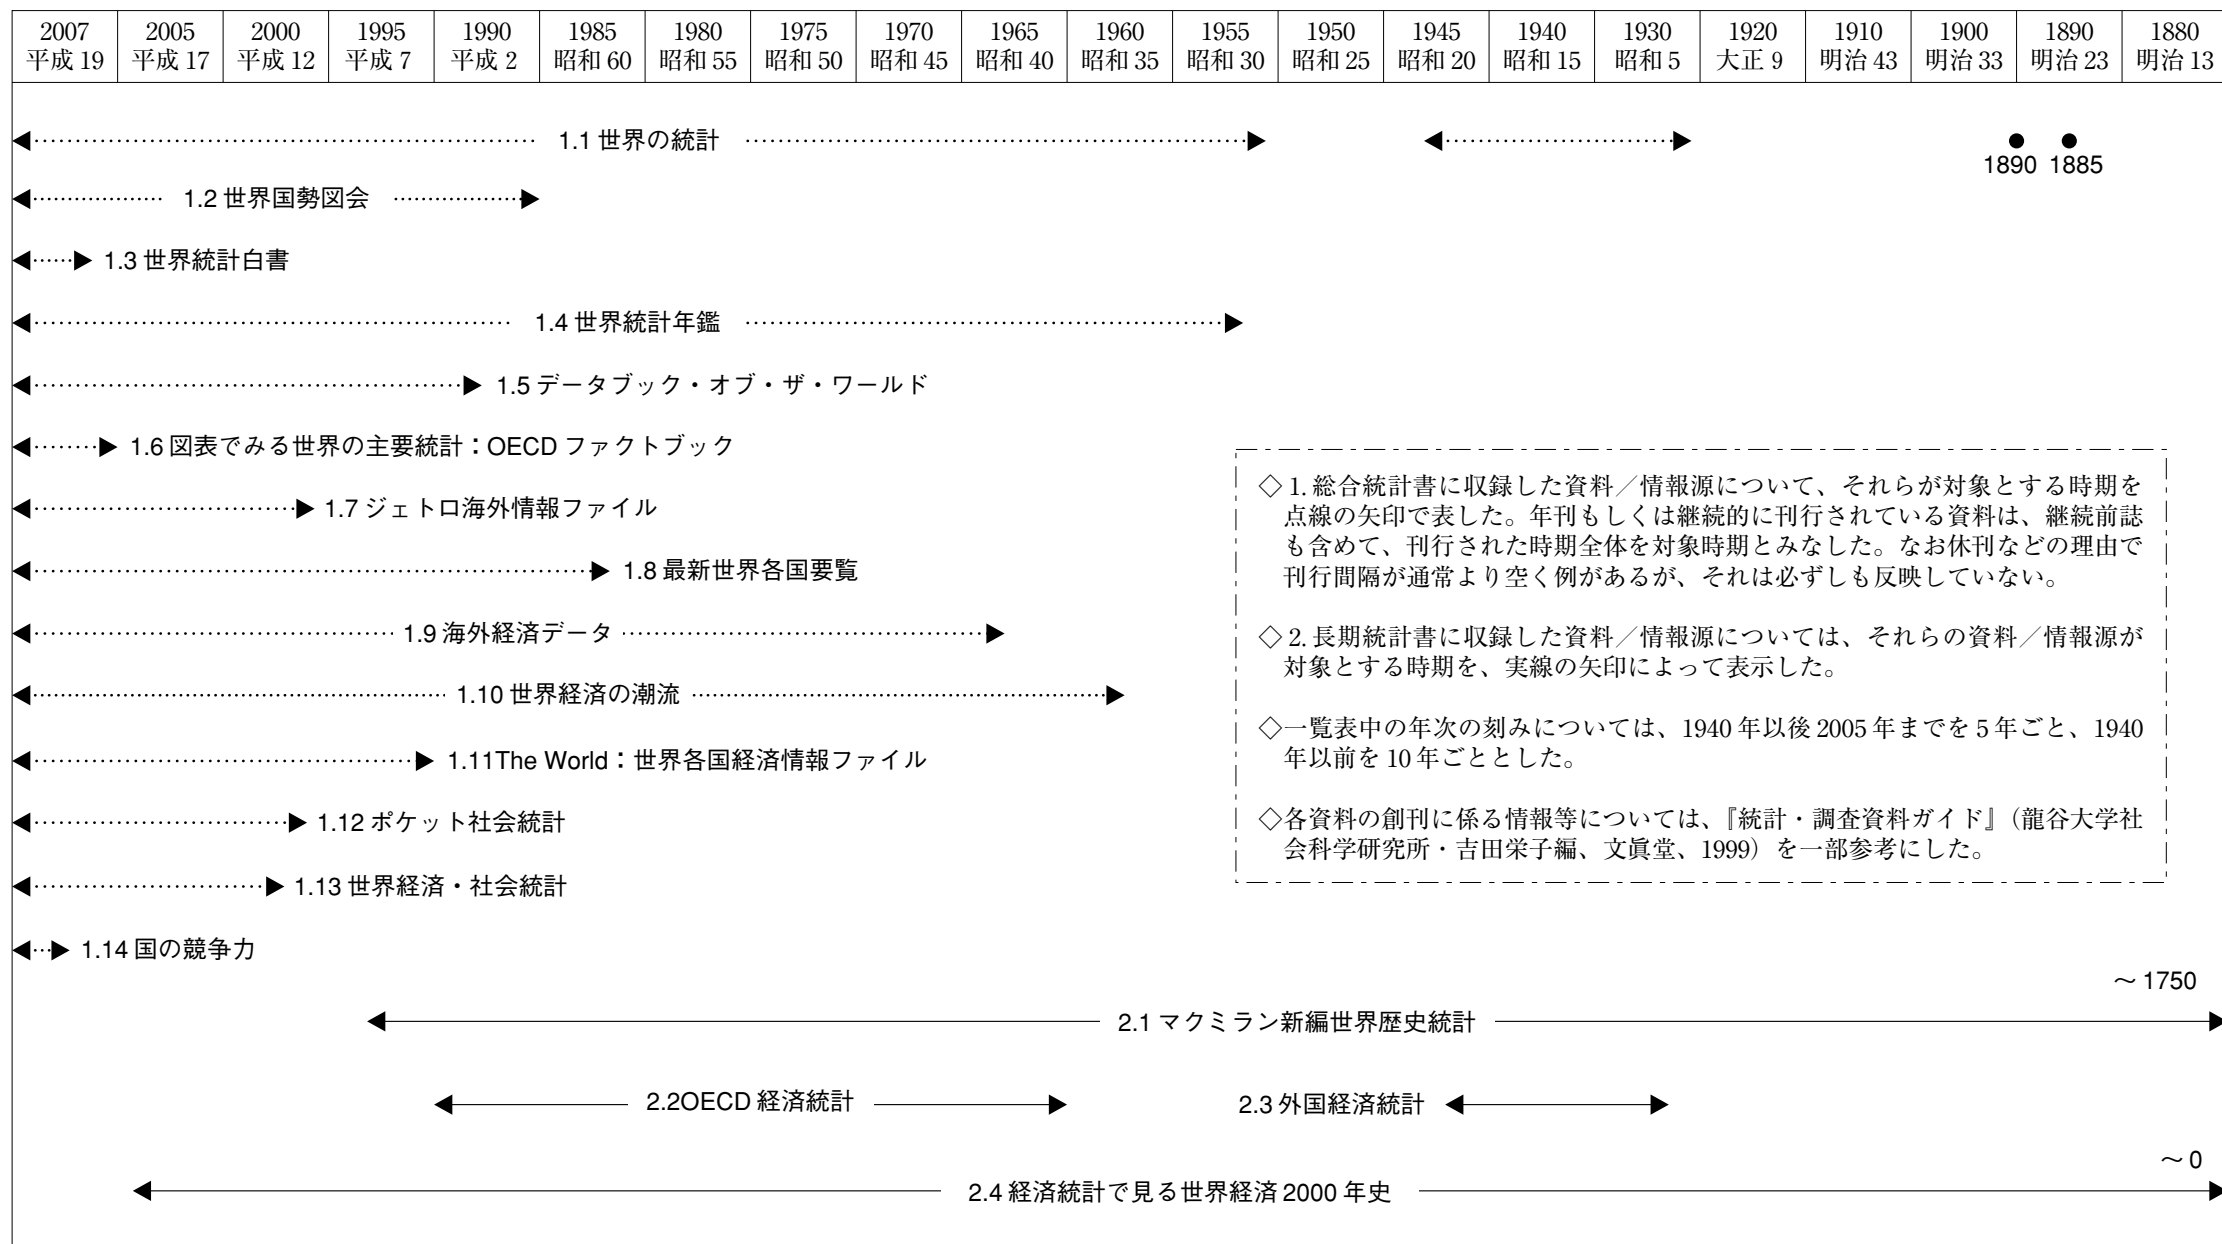 2007 2005 2000 1995 1990 1985 1980 1975 1970 1965 1960 1955 1950 1945 1940 1930 1920 1910 1900 1890 1880
平成 19 平成 17 平成 12 平成 7 平成 2 昭和 60 昭和 55 昭和 50 昭和 45 昭和 40 昭和 35 昭和 30 昭和 25 昭和 20 昭和 15 昭和 5 大正 9 明治 43 明治 33 明治 23 明治 13
1.1 世界の統計
1890 1885
1.2 世界国勢図会
1.3 世界統計白書
1.4 世界統計年鑑
1.5 データブック・オブ・ザ・ワールド
1.6 図表でみる世界の主要統計：OECD ファクトブック
1.7 ジェトロ海外情報ファイル
1.8 最新世界各国要覧
1.9 海外経済データ
1.10 世界経済の潮流
1.11The World：世界各国経済情報ファイル
1.12 ポケット社会統計
1.13 世界経済・社会統計
1.14 国の競争力
◇ 1. 総合統計書に収録した資料／情報源について、それらが対象とする時期を
点線の矢印で表した。年刊もしくは継続的に刊行されている資料は、継続前誌
も含めて、刊行された時期全体を対象時期とみなした。なお休刊などの理由で
刊行間隔が通常より空く例があるが、それは必ずしも反映していない。
◇ 2. 長期統計書に収録した資料／情報源については、それらの資料／情報源が
対象とする時期を、実線の矢印によって表示した。
◇一覧表中の年次の刻みについては、1940 年以後 2005 年までを 5 年ごと、1940
年以前を 10 年ごととした。
◇各資料の創刊に係る情報等については、『統計・調査資料ガイド』（龍谷大学社
会科学研究所・吉田栄子編、文眞堂、1999）を一部参考にした。
～ 1750
2.1 マクミラン新編世界歴史統計
2.2OECD 経済統計
2.3 外国経済統計
～ 0
2.4 経済統計で見る世界経済 2000 年史